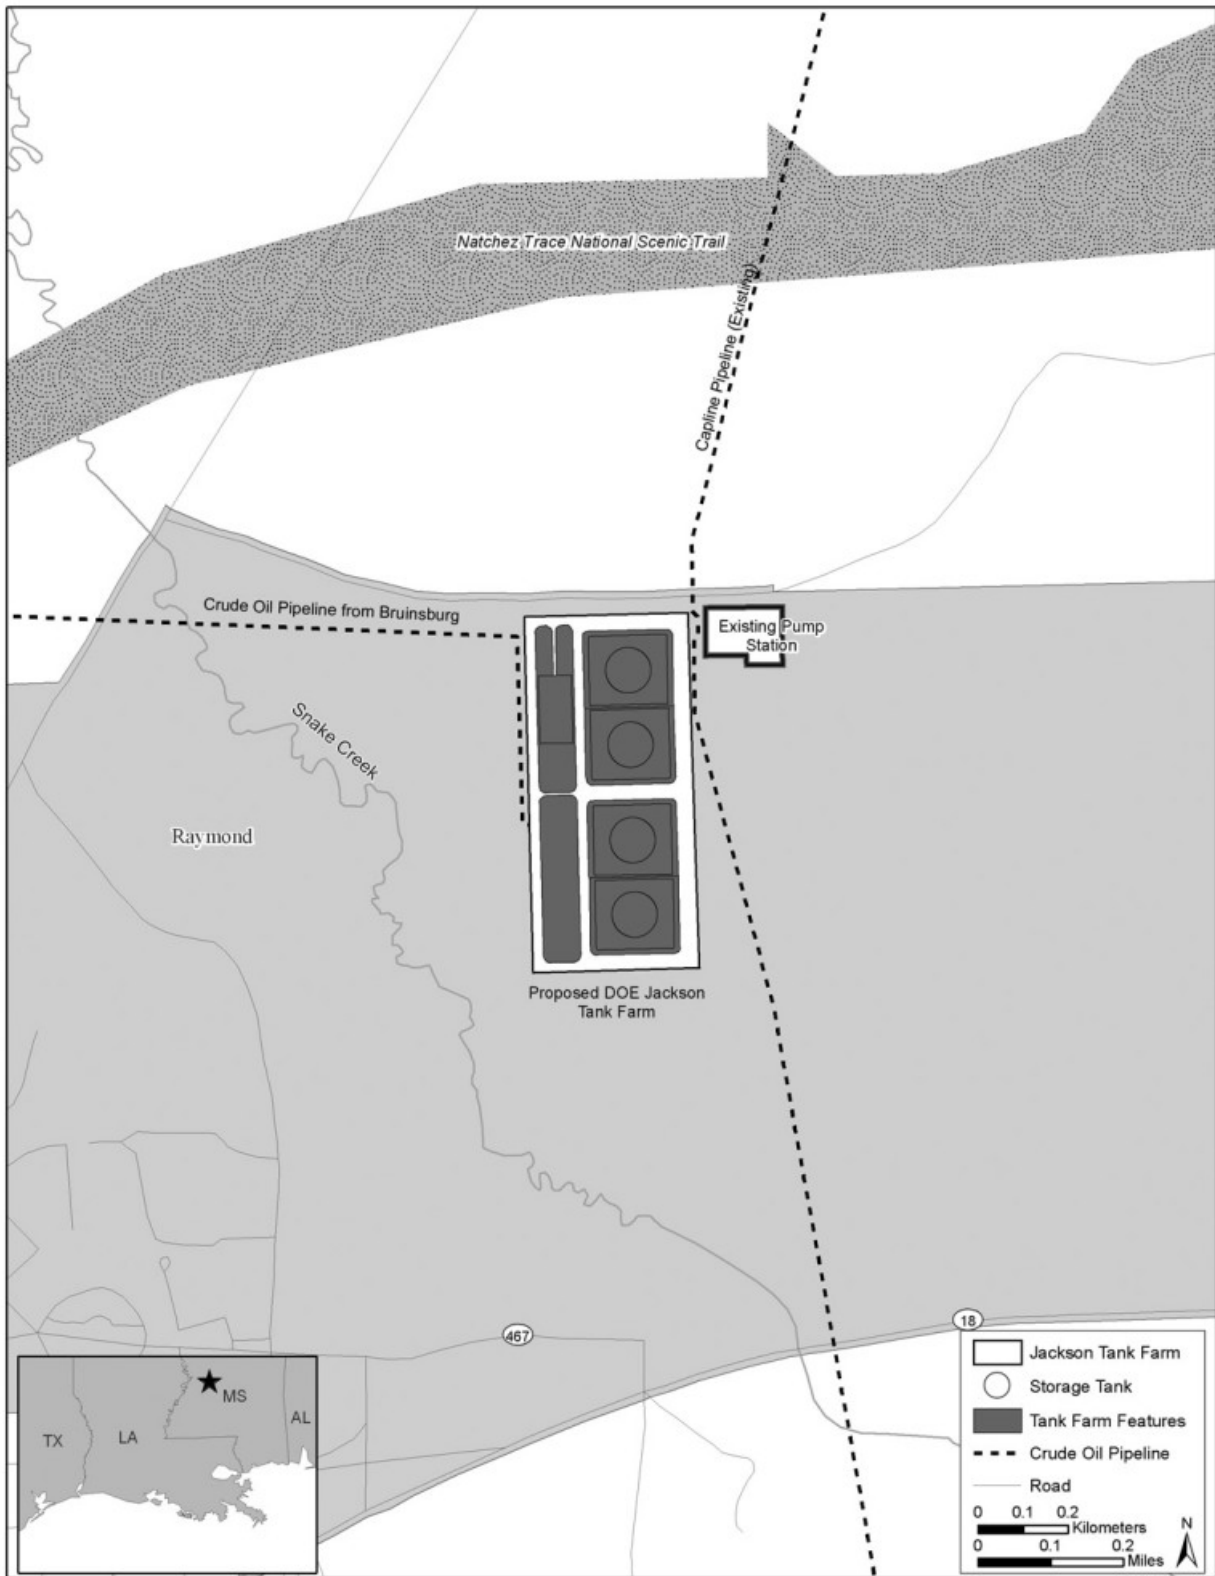 Natchez Trace National Scenic Trail
Capline Pipeline (Existing)
Crude Oil Pipeline from Bruinsburg
Existing Pump
Station
Snake Creek
Raymond
Proposed DOE Jackson
Tank Farm
467
18
TX
LA
MS
AL
Jackson Tank Farm
Storage Tank
Tank Farm Features
Crude Oil Pipeline
Road
0 0.1 0.2
Kilometers
0 0.1 0.2
Miles
N